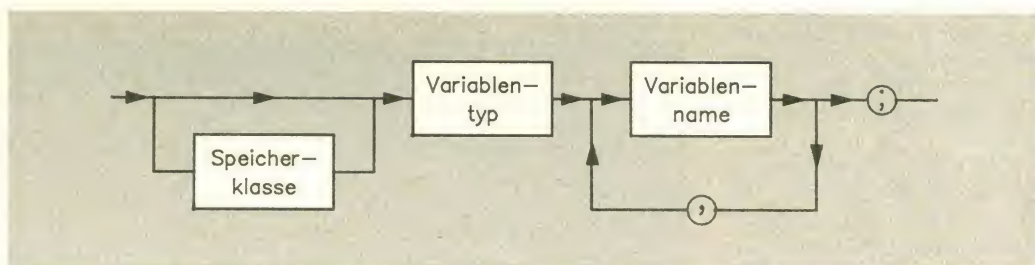 Variablen-
typ
Variablen-
name
;
Speicher-
klasse
,